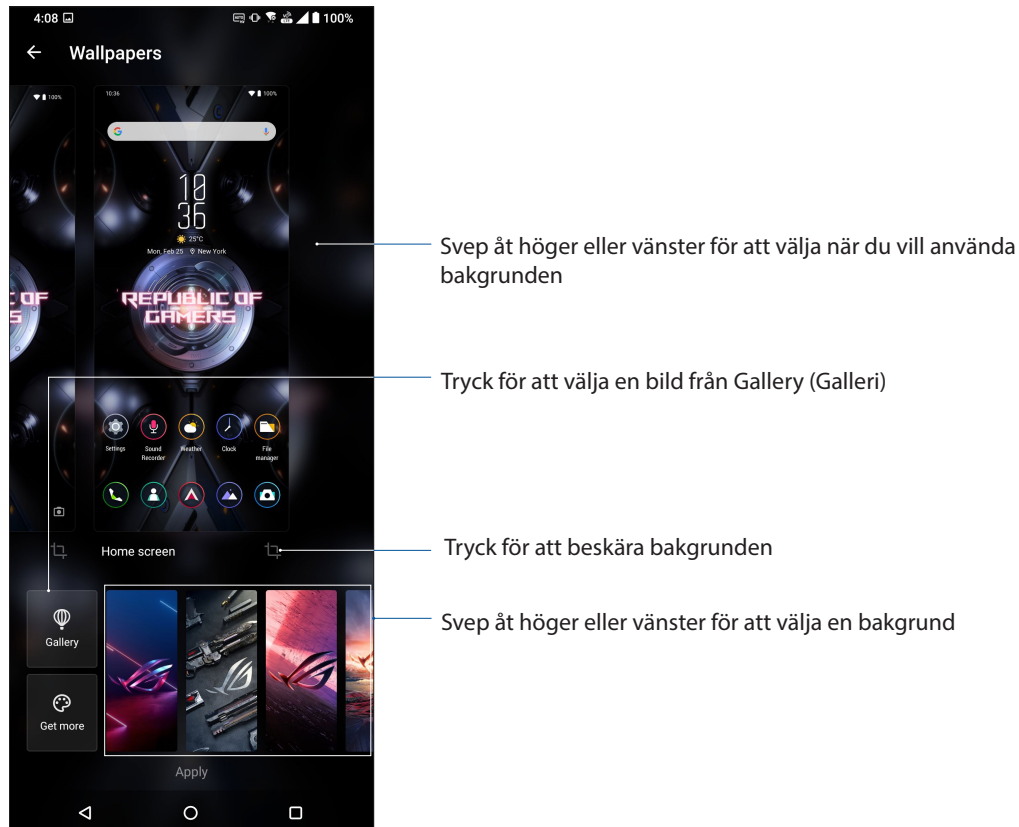 4:08 100%
Wallpapers
100%
10:36 100%
10
36
25°C
Mon, Feb 25 New York
REPUBLIC OF
GAMERS
OF
S
Settings Sound Recorder Weather Clock File manager
Home screen
Gallery
Get more
Apply
Svep åt höger eller vänster för att välja när du vill använda
bakgrunden
Tryck för att välja en bild från Gallery (Galleri)
Tryck för att beskära bakgrunden
Svep åt höger eller vänster för att välja en bakgrund